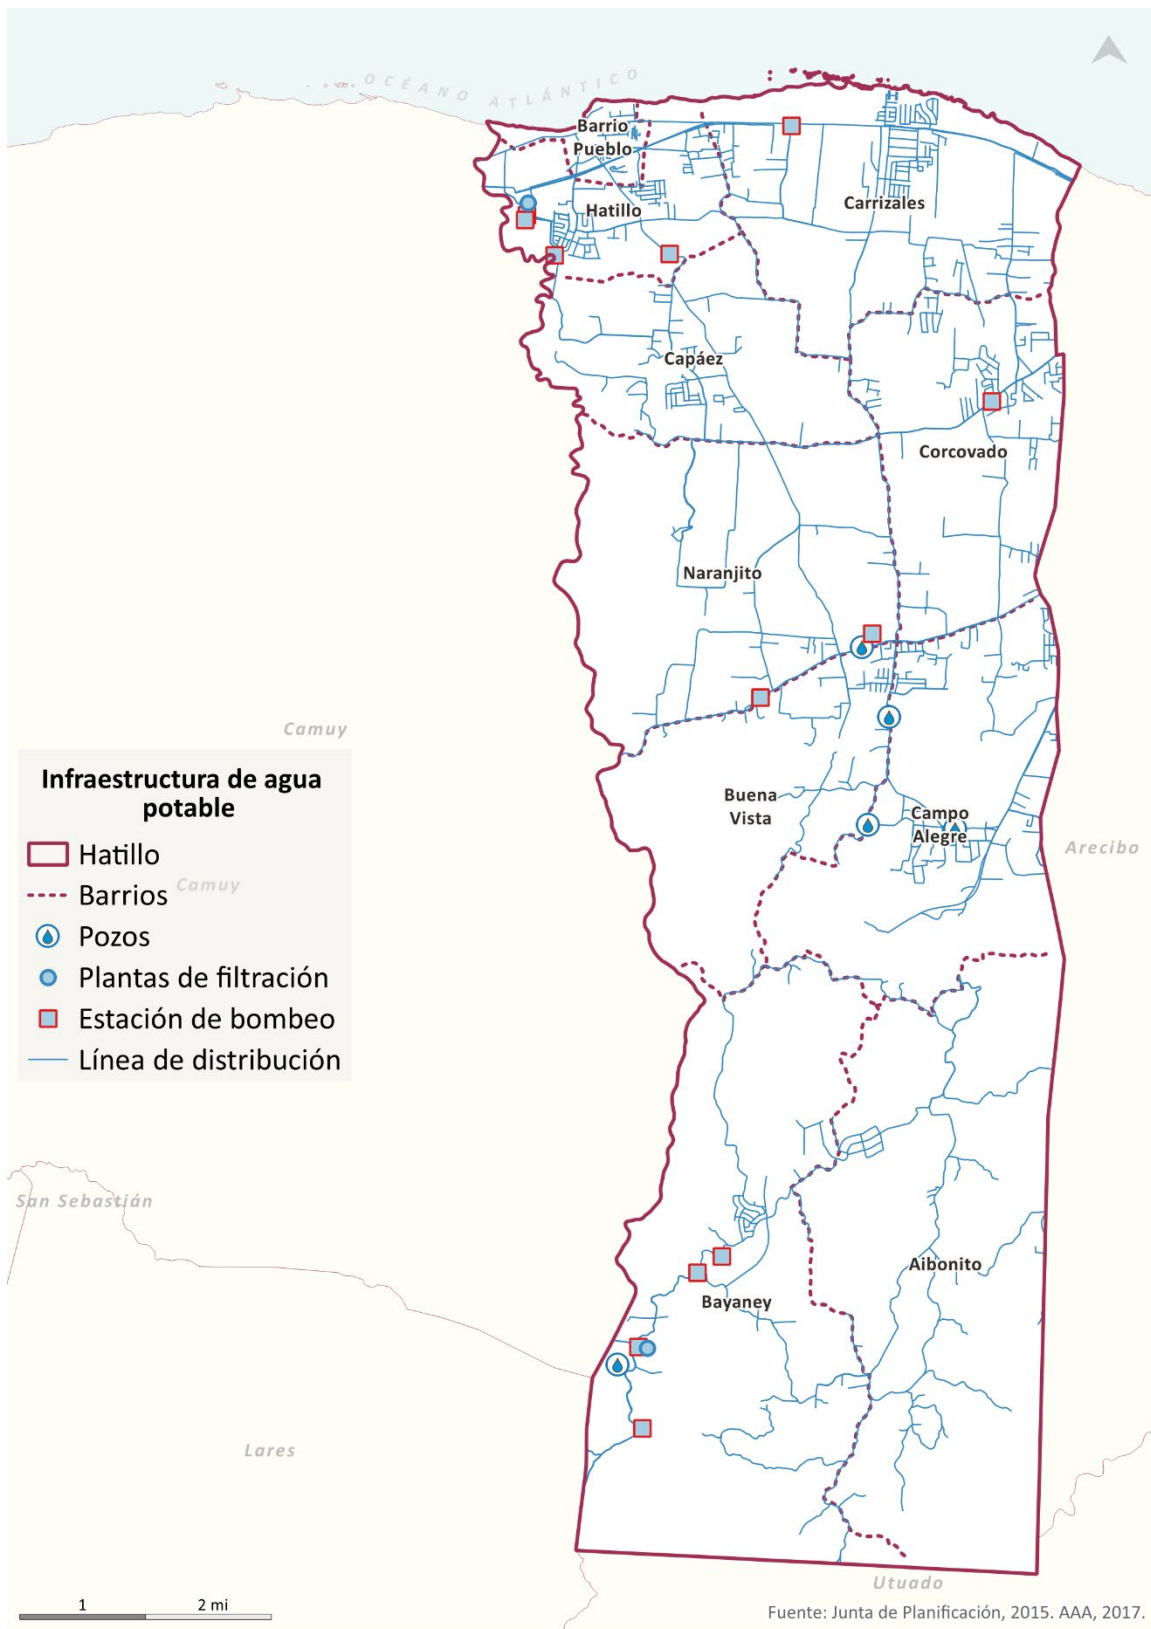 OCÉANO ATLÁNTICO
Barrio
Pueblo
Hatillo
Carrizales
Capáez
Corcovado
Naranjito
Camuy
Infraestructura de agua
potable
Hatillo
Camuy
Barrios
Pozos
Plantas de filtración
Estación de bombeo
Línea de distribución
Buena
Vista
Campo
Alegre
Arecibo
San Sebastián
Aibonito
Bayaney
Lares
Utuado
1 2 mi
Fuente: Junta de Planificación, 2015. AAA, 2017.